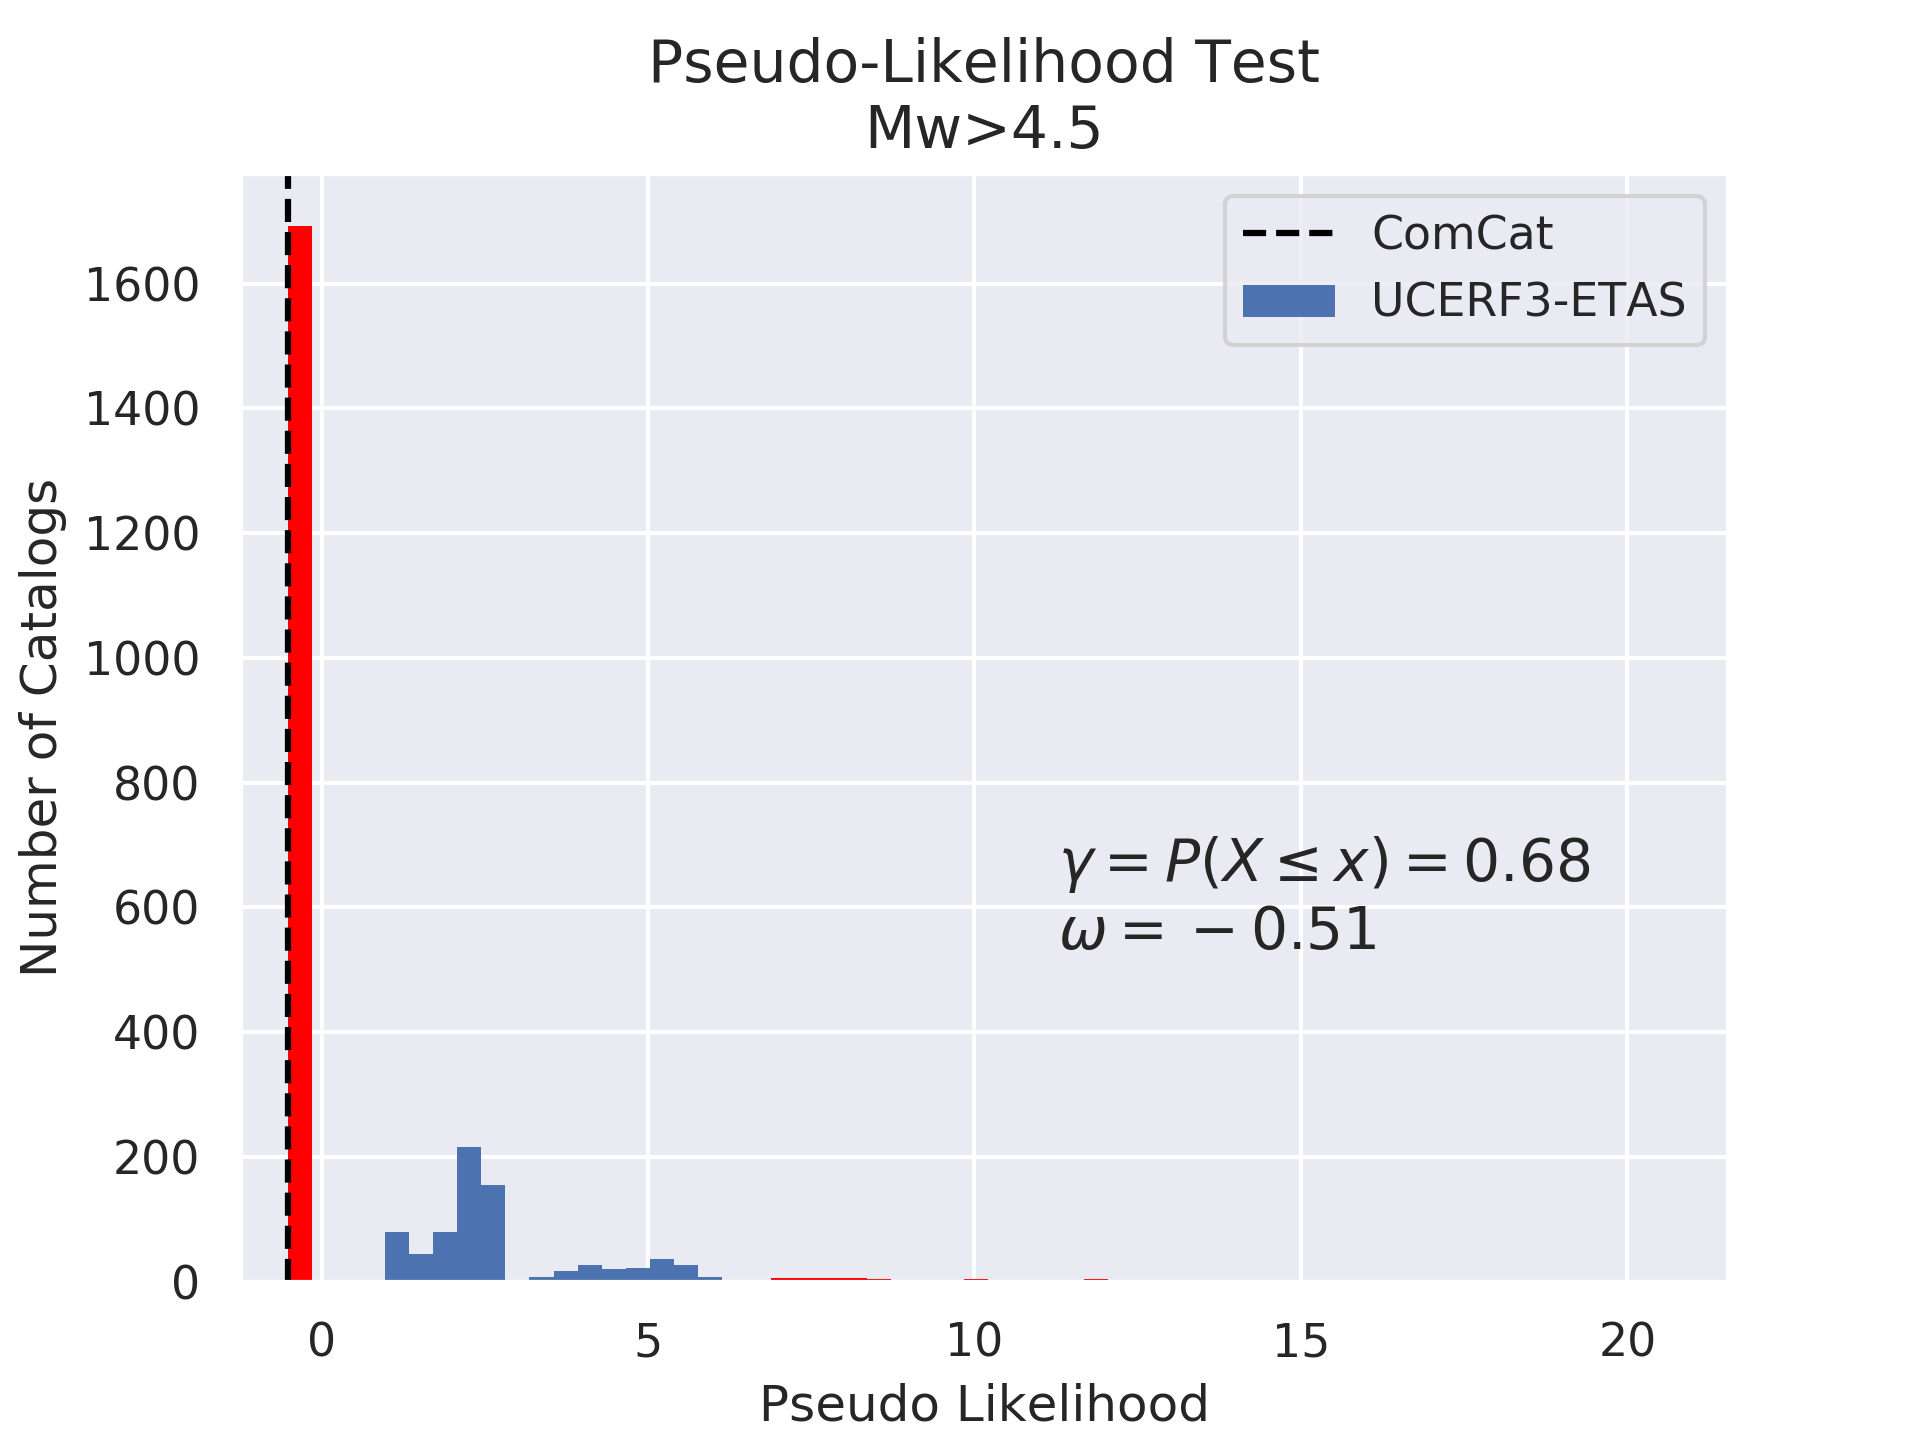 Pseudo-Likelihood Test
Mw>4.5
ComCat
UCERF3-ETAS
Number of Catalogs
1600
1400
1200
1000
800
600
400
200
0
γ = P(X ≤ x) = 0.68
ω = − 0.51
0 5 10 15 20
Pseudo Likelihood